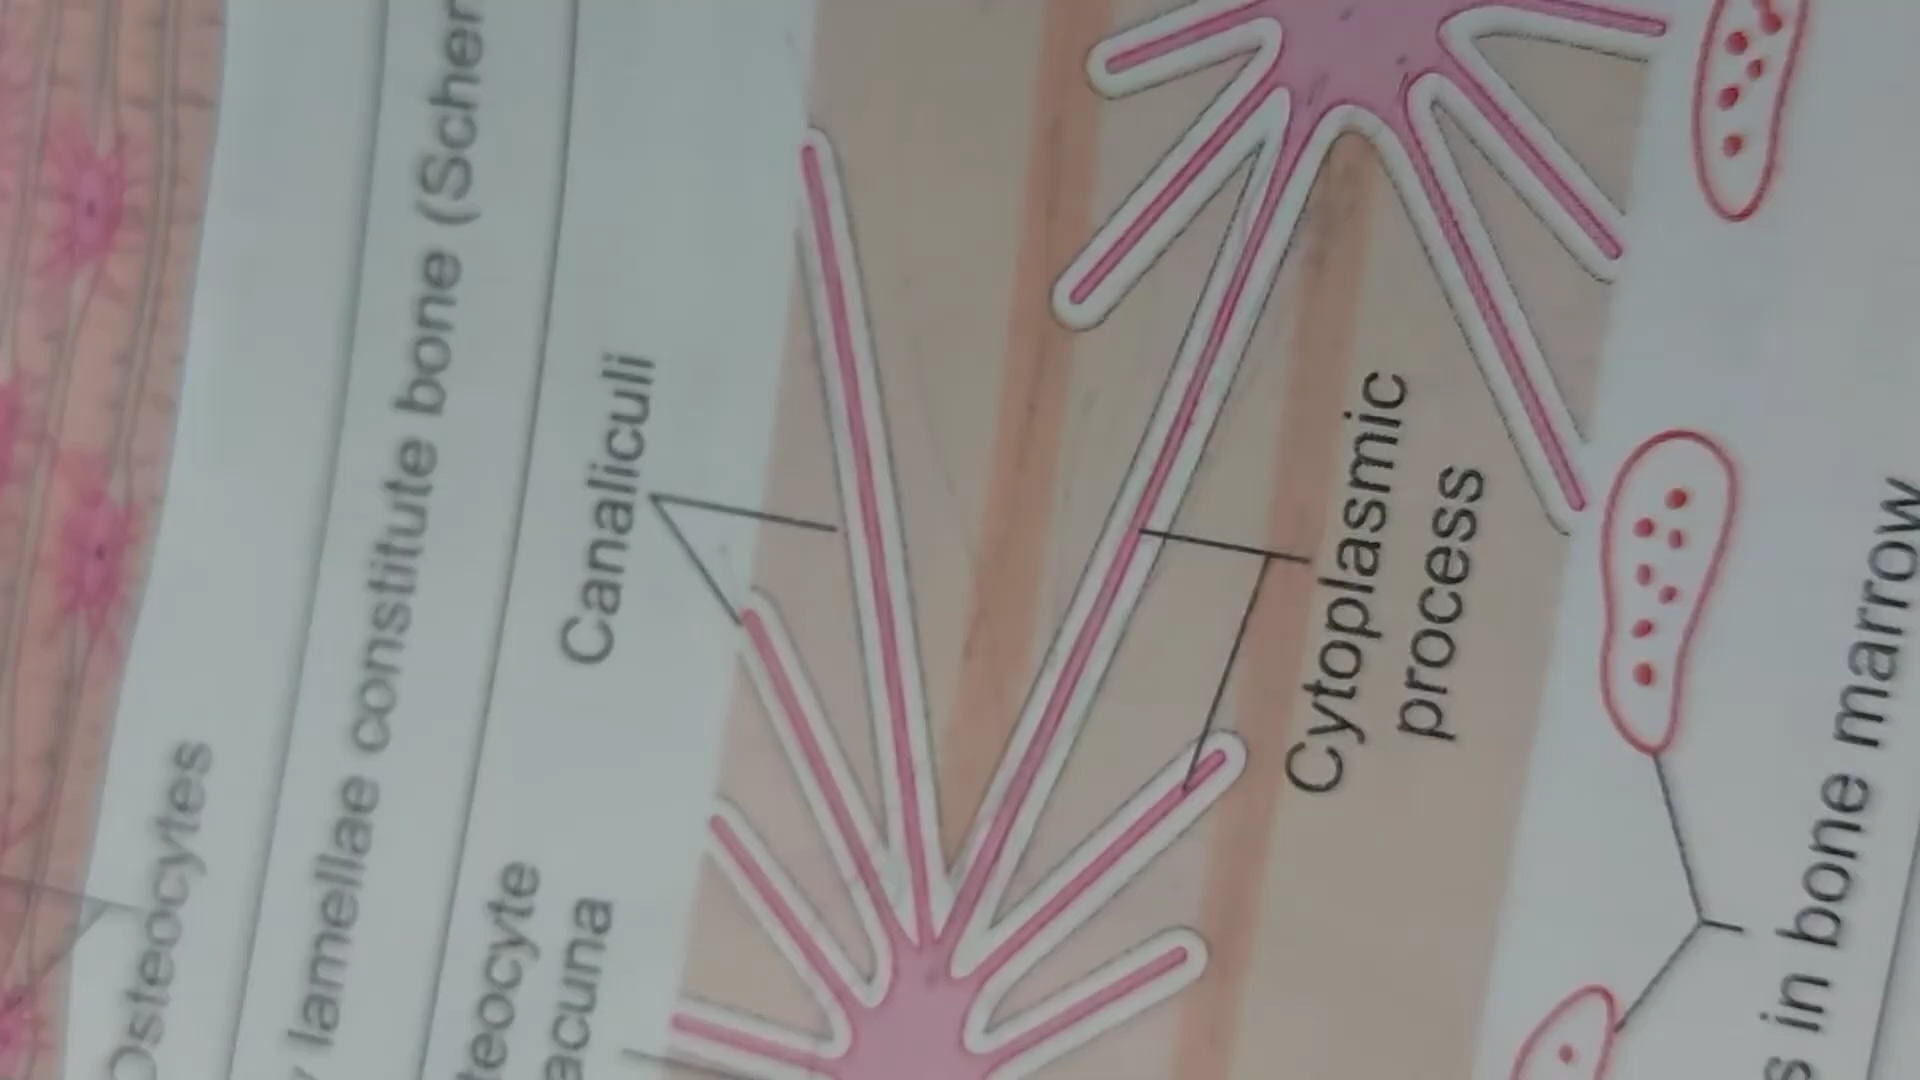 Osteocytes
lamellae constitute bone (Scher
teocyte
acuna
Canaliculi
Cytoplasmic
process
s in bone marrow